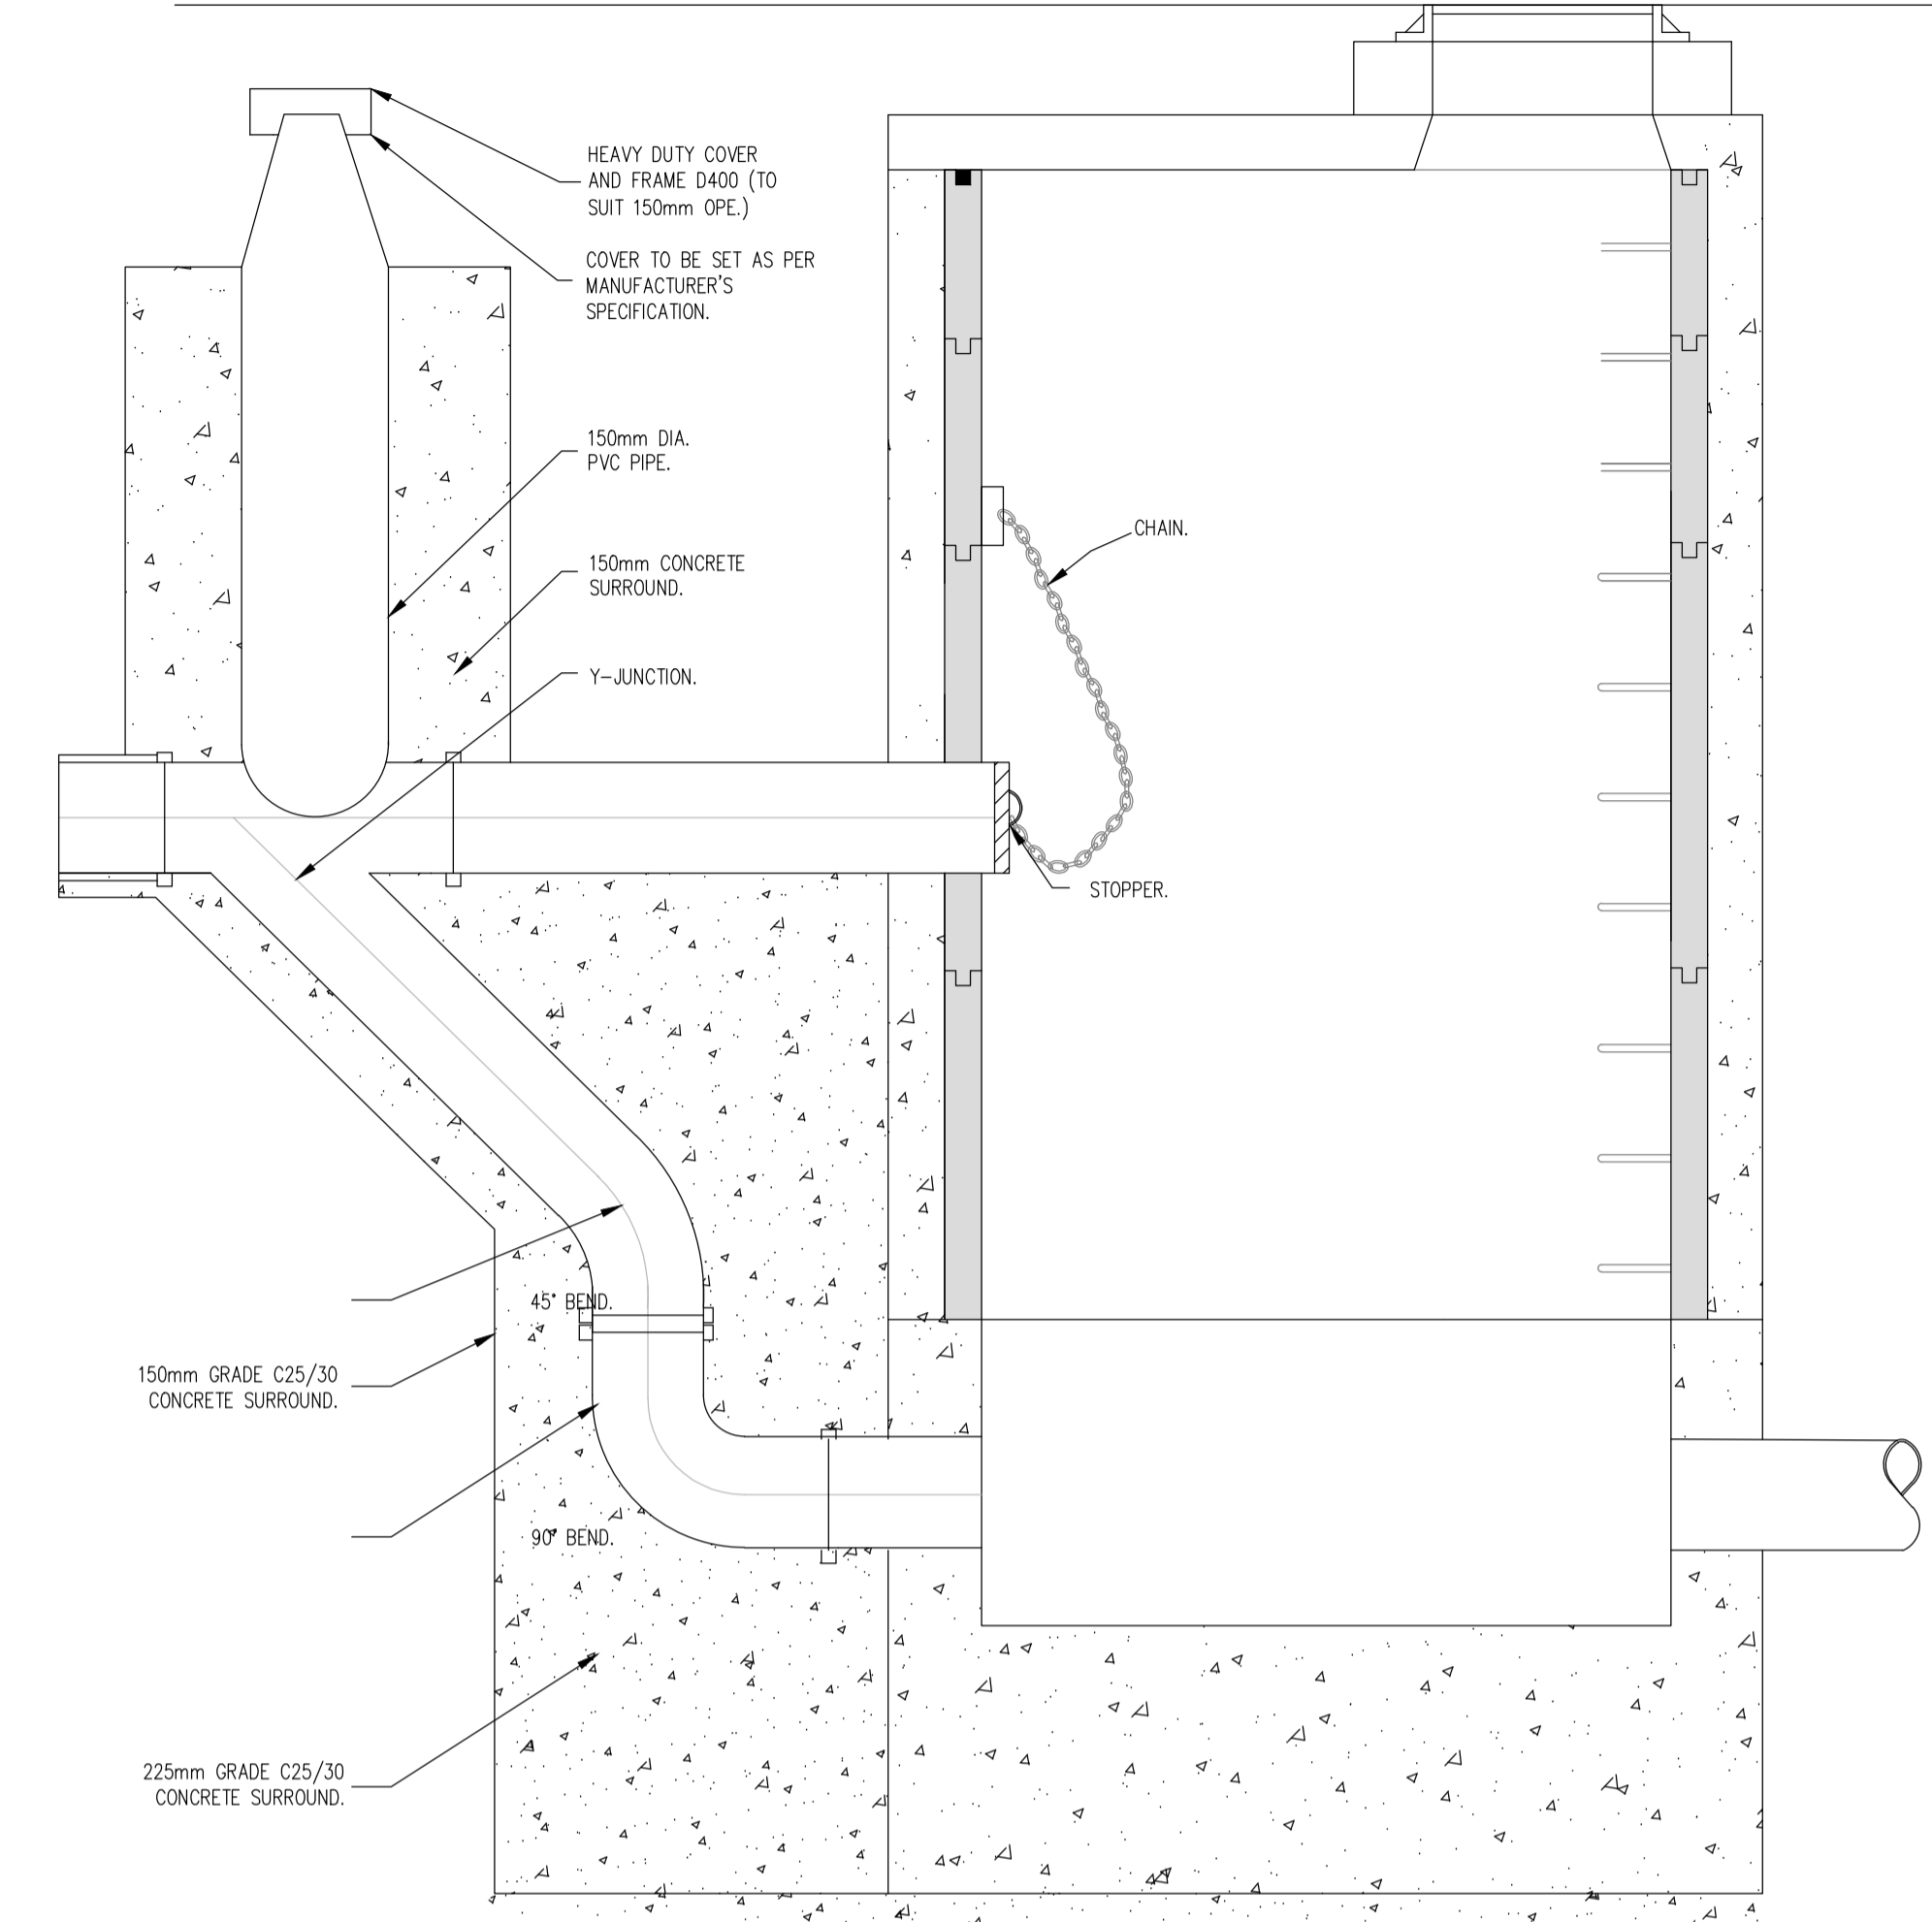 HEAVY DUTY COVER
AND FRAME D400 (TO
SUIT 150mm OPE.)
COVER TO BE SET AS PER
MANUFACTURER'S
SPECIFICATION.
150mm DIA.
PVC PIPE.
CHAIN.
150mm CONCRETE
SURROUND.
Y-JUNCTION.
STOPPER.
45° BEND.
150mm GRADE C25/30
CONCRETE SURROUND.
90° BEND.
225mm GRADE C25/30
CONCRETE SURROUND.